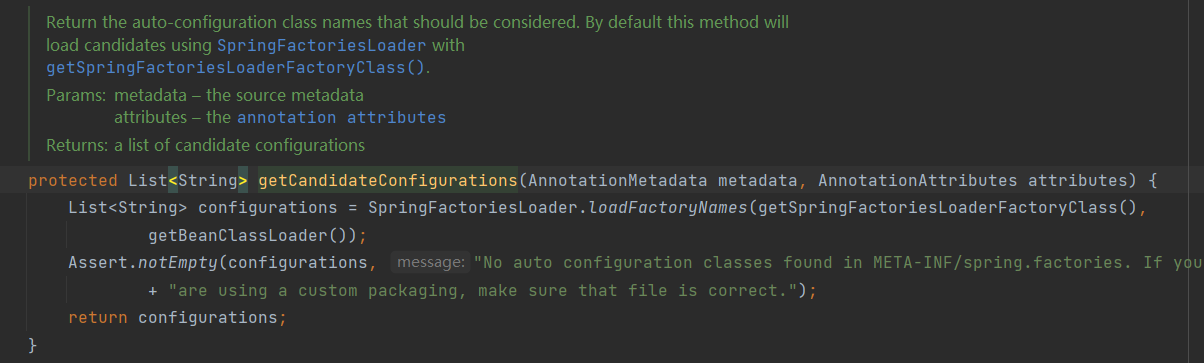 Return the auto-configuration class names that should be considered. By default this method will
load candidates using SpringFactoriesLoader with
getSpringFactoriesLoaderFactoryClass().
Params: metadata – the source metadata
attributes – the annotation attributes
Returns: a list of candidate configurations
protected List<String> getCandidateConfigurations(AnnotationMetadata metadata, AnnotationAttributes attributes) {
List<String> configurations = SpringFactoriesLoader.loadFactoryNames(getSpringFactoriesLoaderFactoryClass(),
getBeanClassLoader());
Assert.notEmpty(configurations, message: "No auto configuration classes found in META-INF/spring.factories. If you
+ "are using a custom packaging, make sure that file is correct.");
return configurations;
}